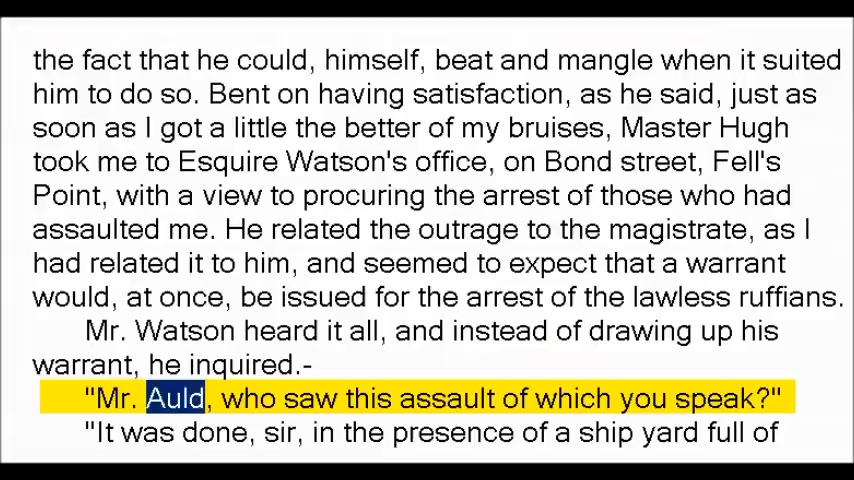 the fact that he could, himself, beat and mangle when it suited
him to do so. Bent on having satisfaction, as he said, just as
soon as I got a little the better of my bruises, Master Hugh
took me to Esquire Watson's office, on Bond street, Fell's
Point, with a view to procuring the arrest of those who had
assaulted me. He related the outrage to the magistrate, as I
had related it to him, and seemed to expect that a warrant
would, at once, be issued for the arrest of the lawless ruffians.
Mr. Watson heard it all, and instead of drawing up his
warrant, he inquired.-
"Mr. Auld, who saw this assault of which you speak?"
"It was done, sir, in the presence of a ship yard full of